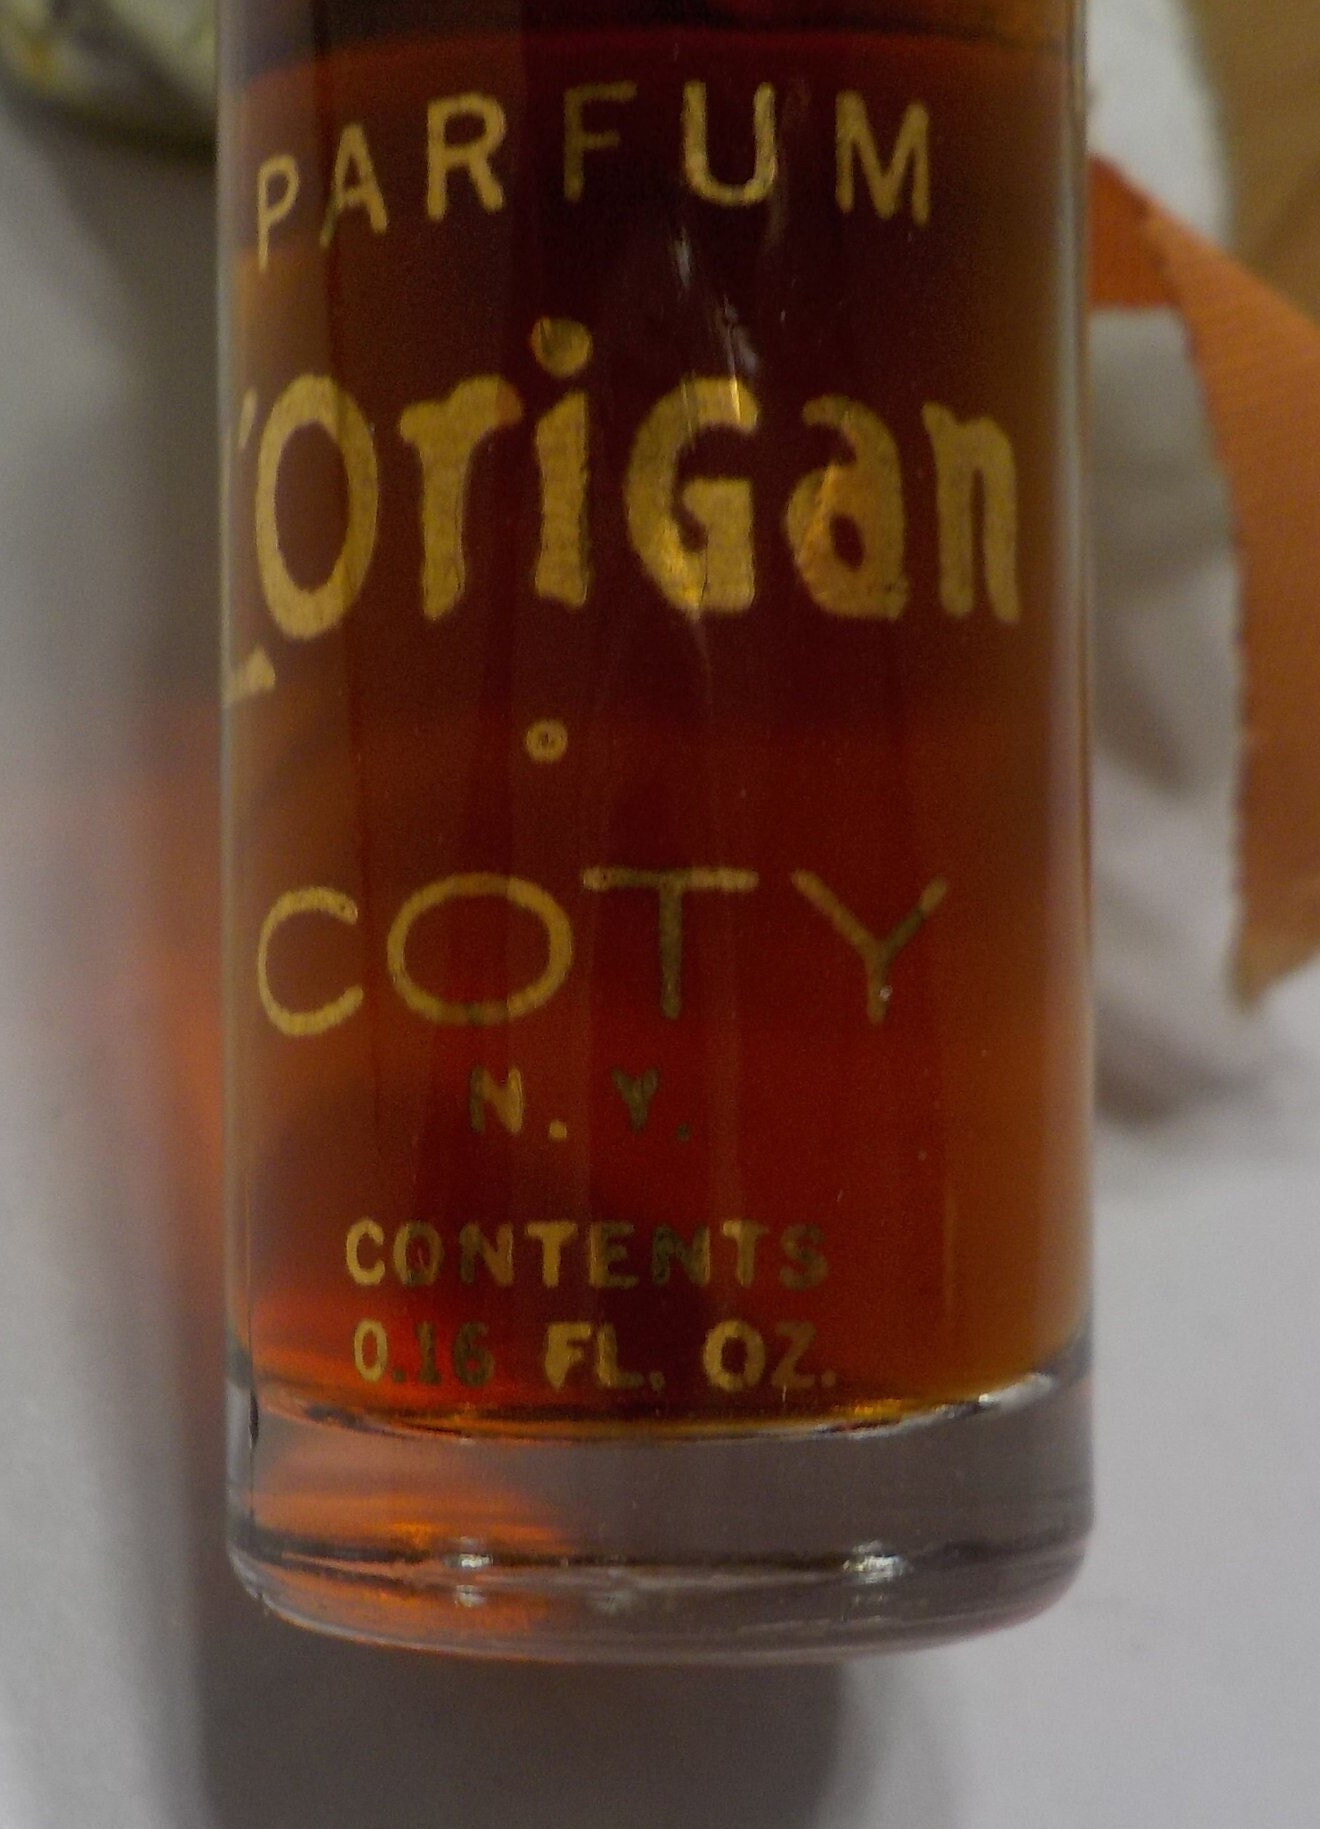 PARFUM
L'Origan
COTY
N. Y.
CONTENTS
0.16 FL. OZ.